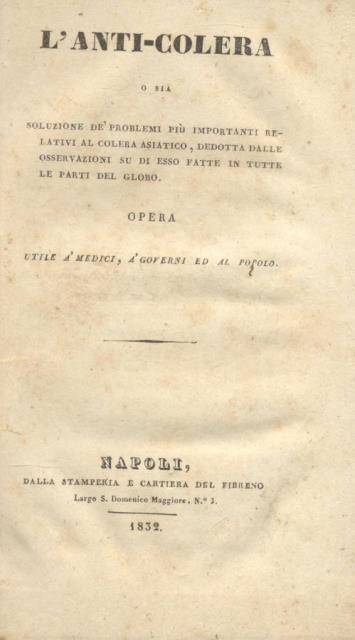 L'ANTI-COLERA
O SIA
SOLUZIONE DE' PROBLEMI PIÙ IMPORTANTI RE-
LATIVI AL COLERA ASIATICO, DEDOTTA DALLE
OSSERVAZIONI SU DI ESSO FATTE IN TUTTE
LE PARTI DEL GLOBO.
OPERA
UTILE A' MEDICI, A' GOVERNI ED AL POPOLO.
NAPOLI,
DALLA STAMPERIA E CARTIERA DEL FIBRENO
Largo S. Domenico Maggiore, N.º 3.
1832.